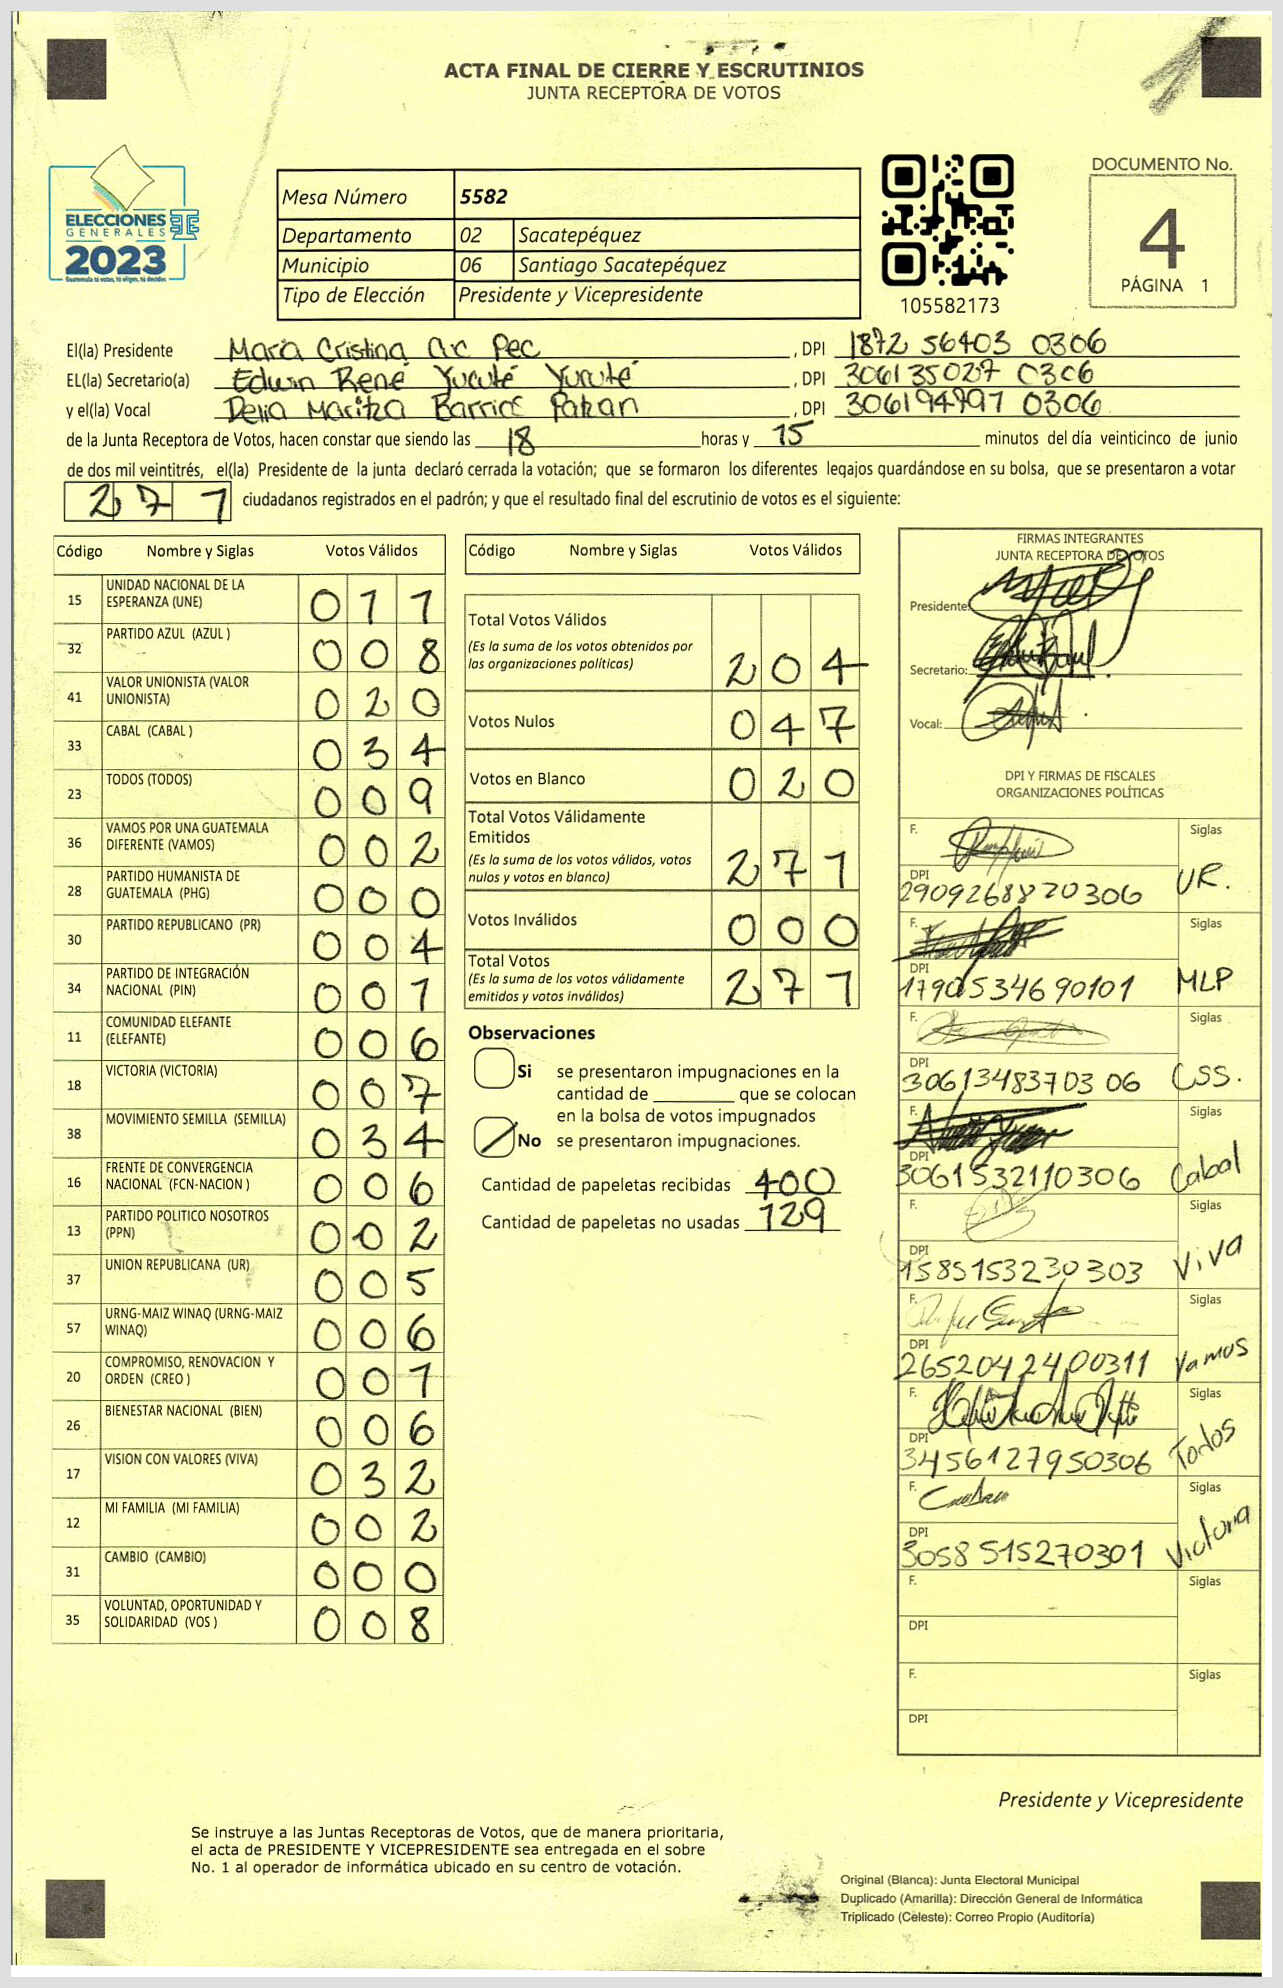 ACTA FINAL DE CIERRE Y ESCRUTINIOS
JUNTA RECEPTORA DE VOTOS
ELECCIONES
GENERALES
2023
Guatemala tú votas, tú eliges, tú decides
Mesa Número 5582
Departamento 02 Sacatepéquez
Municipio 06 Santiago Sacatepéquez
Tipo de Elección Presidente y Vicepresidente
105582173
DOCUMENTO No.
4
PÁGINA 1
El(la) Presidente María Cristina Pec , DPI 1872 56403 0306
EL(la) Secretario(a) Edwin René Yucuté Yucuté , DPI 306135027 0306
y el(la) Vocal Delia Maritza Barrios , DPI 306194797 0306
de la Junta Receptora de Votos, hacen constar que siendo las 18 horas y 15 minutos del día veinticinco de junio
de dos mil veintitrés, el(la) Presidente de la junta declaró cerrada la votación; que se formaron los diferentes legajos guardándose en su bolsa, que se presentaron a votar
271 ciudadanos registrados en el padrón; y que el resultado final del escrutinio de votos es el siguiente:
Código Nombre y Siglas Votos Válidos
15 UNIDAD NACIONAL DE LA ESPERANZA (UNE) 011
32 PARTIDO AZUL (AZUL ) 008
41 VALOR UNIONISTA (VALOR UNIONISTA) 020
33 CABAL (CABAL ) 034
23 TODOS (TODOS) 009
36 VAMOS POR UNA GUATEMALA DIFERENTE (VAMOS) 002
28 PARTIDO HUMANISTA DE GUATEMALA (PHG) 000
30 PARTIDO REPUBLICANO (PR) 004
34 PARTIDO DE INTEGRACIÓN NACIONAL (PIN) 001
11 COMUNIDAD ELEFANTE (ELEFANTE) 006
18 VICTORIA (VICTORIA) 007
38 MOVIMIENTO SEMILLA (SEMILLA) 034
16 FRENTE DE CONVERGENCIA NACIONAL (FCN-NACION ) 006
13 PARTIDO POLITICO NOSOTROS (PPN) 002
37 UNION REPUBLICANA (UR) 005
57 URNG-MAIZ WINAQ (URNG-MAIZ WINAQ) 006
20 COMPROMISO, RENOVACION Y ORDEN (CREO ) 001
26 BIENESTAR NACIONAL (BIEN) 006
17 VISION CON VALORES (VIVA) 032
12 MI FAMILIA (MI FAMILIA) 002
31 CAMBIO (CAMBIO) 000
35 VOLUNTAD, OPORTUNIDAD Y SOLIDARIDAD (VOS ) 008
Código Nombre y Siglas Votos Válidos
Total Votos Válidos
(Es la suma de los votos obtenidos por
las organizaciones políticas) 204
Votos Nulos 047
Votos en Blanco 020
Total Votos Válidamente
Emitidos
(Es la suma de los votos válidos, votos
nulos y votos en blanco) 271
Votos Inválidos 000
Total Votos
(Es la suma de los votos válidamente
emitidos y votos inválidos) 271
Observaciones
Si se presentaron impugnaciones en la
cantidad de ________ que se colocan
en la bolsa de votos impugnados
No se presentaron impugnaciones.
Cantidad de papeletas recibidas 400
Cantidad de papeletas no usadas 129
FIRMAS INTEGRANTES
JUNTA RECEPTORA DE VOTOS
Presidente:
Secretario:
Vocal:
DPI Y FIRMAS DE FISCALES
ORGANIZACIONES POLÍTICAS
F. Siglas
DPI
2909268820306 UR.
F. Siglas
DPI
1790534690101 MLP
F. Siglas
DPI
3061348370306 CSS.
F. Siglas
DPI
3061532110306 Cabal
F. Siglas
DPI
1585153230303 Viva
F. Siglas
DPI
2652042400311 Vamos
F. Siglas
DPI
3456127950306 Todos
F. Siglas
DPI
3058515270301 Victoria
F. Siglas
DPI
F. Siglas
DPI
Presidente y Vicepresidente
Se instruye a las Juntas Receptoras de Votos, que de manera prioritaria,
el acta de PRESIDENTE Y VICEPRESIDENTE sea entregada en el sobre
No. 1 al operador de informática ubicado en su centro de votación.
Original (Blanca): Junta Electoral Municipal
Duplicado (Amarilla): Dirección General de Informática
Triplicado (Celeste): Correo Propio (Auditoría)